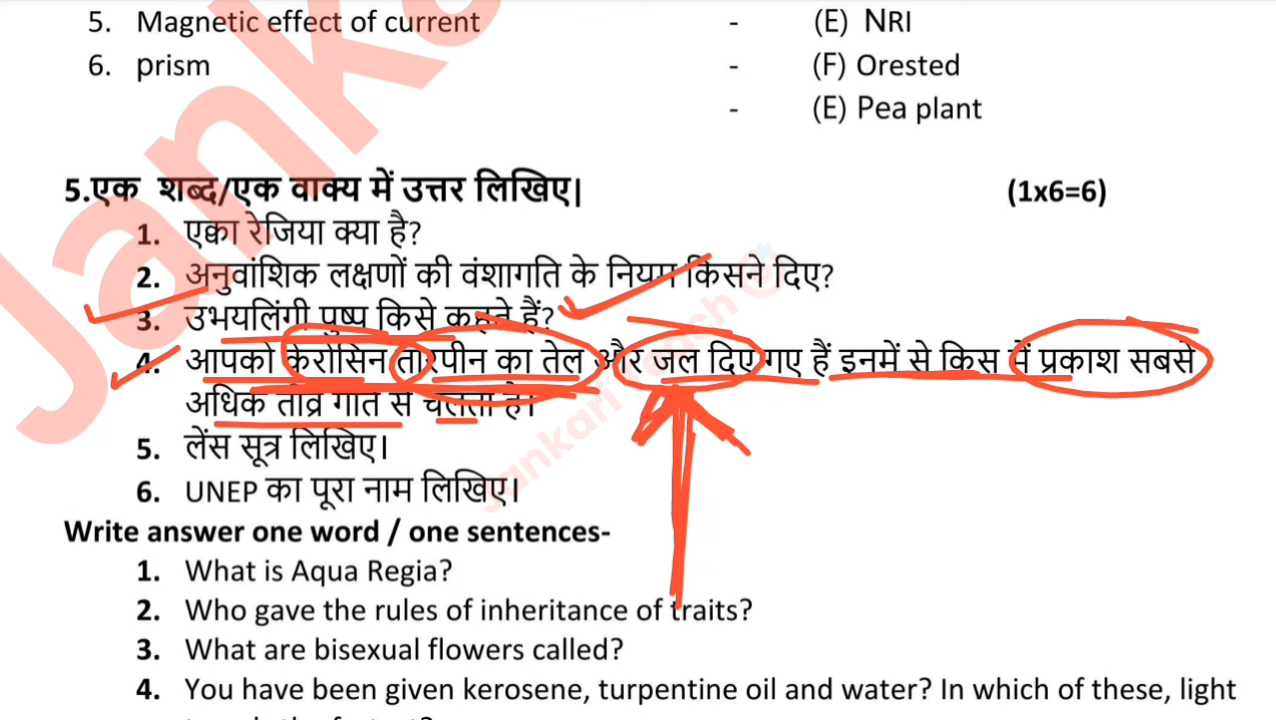 5. Magnetic effect of current - (E) NRI
6. prism - (F) Orested
- (E) Pea plant
5.एक शब्द/एक वाक्य में उत्तर लिखिए। (1x6=6)
1. एक्वा रेजिया क्या है?
2. अनुवांशिक लक्षणों की वंशागति के नियम किसने दिए?
3. उभयलिंगी पुष्प किसे कहते हैं?
4. आपको केरोसिन तारपीन का तेल और जल दिए गए हैं इनमें से किस में प्रकाश सबसे
अधिक तीव्र गति से चलता है।
5. लेंस सूत्र लिखिए।
6. UNEP का पूरा नाम लिखिए।
Write answer one word / one sentences-
1. What is Aqua Regia?
2. Who gave the rules of inheritance of traits?
3. What are bisexual flowers called?
4. You have been given kerosene, turpentine oil and water? In which of these, light